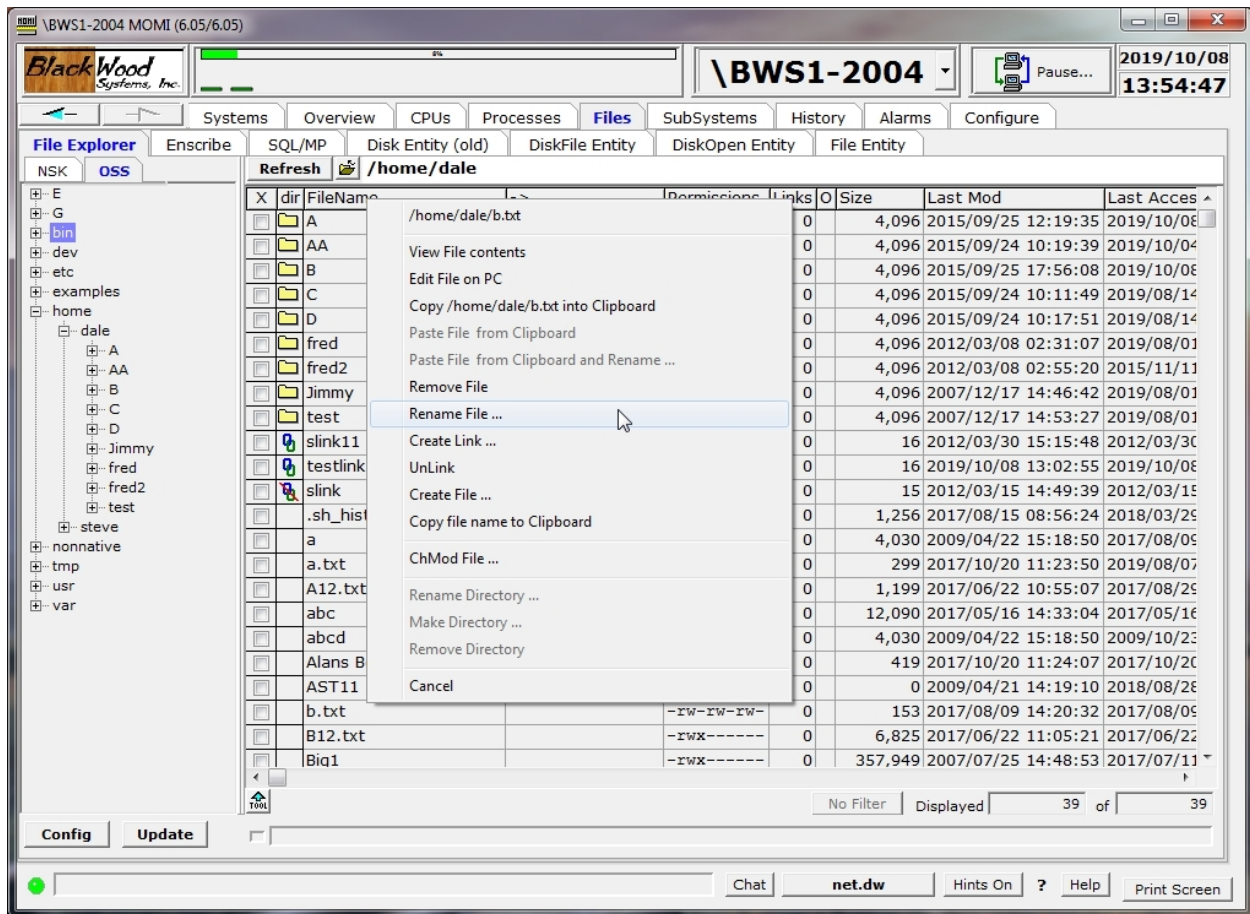 \BWS1-2004 MOMI (6.05/6.05)
BlackWood Systems, Inc.
8%
\BWS1-2004
Pause...
2019/10/08
13:54:47
Systems Overview CPUs Processes Files SubSystems History Alarms Configure
File Explorer Enscribe SQL/MP Disk Entity (old) DiskFile Entity DiskOpen Entity File Entity
NSK OSS
Refresh /home/dale
E
G
bin
dev
etc
examples
home
dale
A
AA
B
C
D
Jimmy
fred
fred2
test
steve
nonnative
tmp
usr
var
X dir FileName -> Permissions Links O Size Last Mod Last Acces
A 0 4,096 2015/09/25 12:19:35 2019/10/08
AA 0 4,096 2015/09/24 10:19:39 2019/10/04
B 0 4,096 2015/09/25 17:56:08 2019/10/08
C 0 4,096 2015/09/24 10:11:49 2019/08/14
D 0 4,096 2015/09/24 10:17:51 2019/08/14
fred 0 4,096 2012/03/08 02:31:07 2019/08/01
fred2 0 4,096 2012/03/08 02:55:20 2015/11/11
Jimmy 0 4,096 2007/12/17 14:46:42 2019/08/01
test 0 4,096 2007/12/17 14:53:27 2019/08/01
slink11 0 16 2012/03/30 15:15:48 2012/03/30
testlink 0 16 2019/10/08 13:02:55 2019/10/08
slink 0 15 2012/03/15 14:49:39 2012/03/15
.sh_hist 0 1,256 2017/08/15 08:56:24 2018/03/29
a 0 4,030 2009/04/22 15:18:50 2017/08/09
a.txt 0 299 2017/10/20 11:23:50 2019/08/07
A12.txt 0 1,199 2017/06/22 10:55:07 2017/08/29
abc 0 12,090 2017/05/16 14:33:04 2017/05/16
abcd 0 4,030 2009/04/22 15:18:50 2009/10/23
Alans B 0 419 2017/10/20 11:24:07 2017/10/20
AST11 0 0 2009/04/21 14:19:10 2018/08/28
b.txt -rw-rw-rw- 0 153 2017/08/09 14:20:32 2017/08/09
B12.txt -rwx------ 0 6,825 2017/06/22 11:05:21 2017/06/22
Big1 -rwx------ 0 357,949 2007/07/25 14:48:53 2017/07/11
/home/dale/b.txt
View File contents
Edit File on PC
Copy /home/dale/b.txt into Clipboard
Paste File from Clipboard
Paste File from Clipboard and Rename ...
Remove File
Rename File ...
Create Link ...
UnLink
Create File ...
Copy file name to Clipboard
ChMod File ...
Rename Directory ...
Make Directory ...
Remove Directory
Cancel
TOOL
No Filter Displayed 39 of 39
Config Update
Chat net.dw Hints On ? Help Print Screen